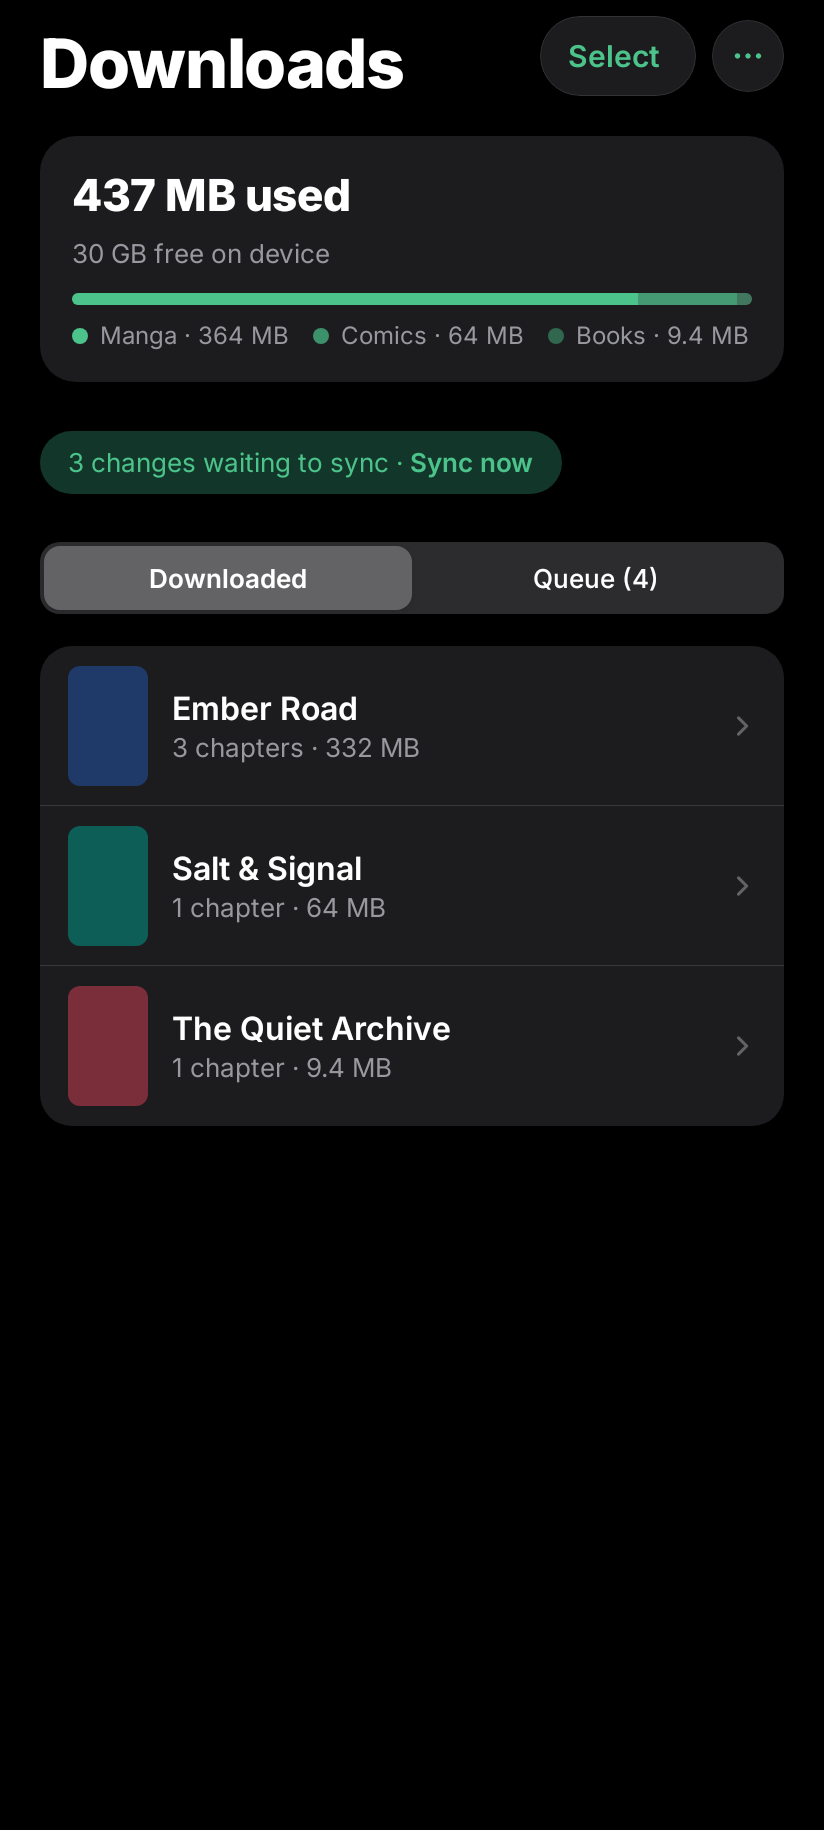 Downloads
Select
437 MB used
30 GB free on device
Manga · 364 MB
Comics · 64 MB
Books · 9.4 MB
3 changes waiting to sync · Sync now
Downloaded
Queue (4)
Ember Road
3 chapters · 332 MB
Salt & Signal
1 chapter · 64 MB
The Quiet Archive
1 chapter · 9.4 MB